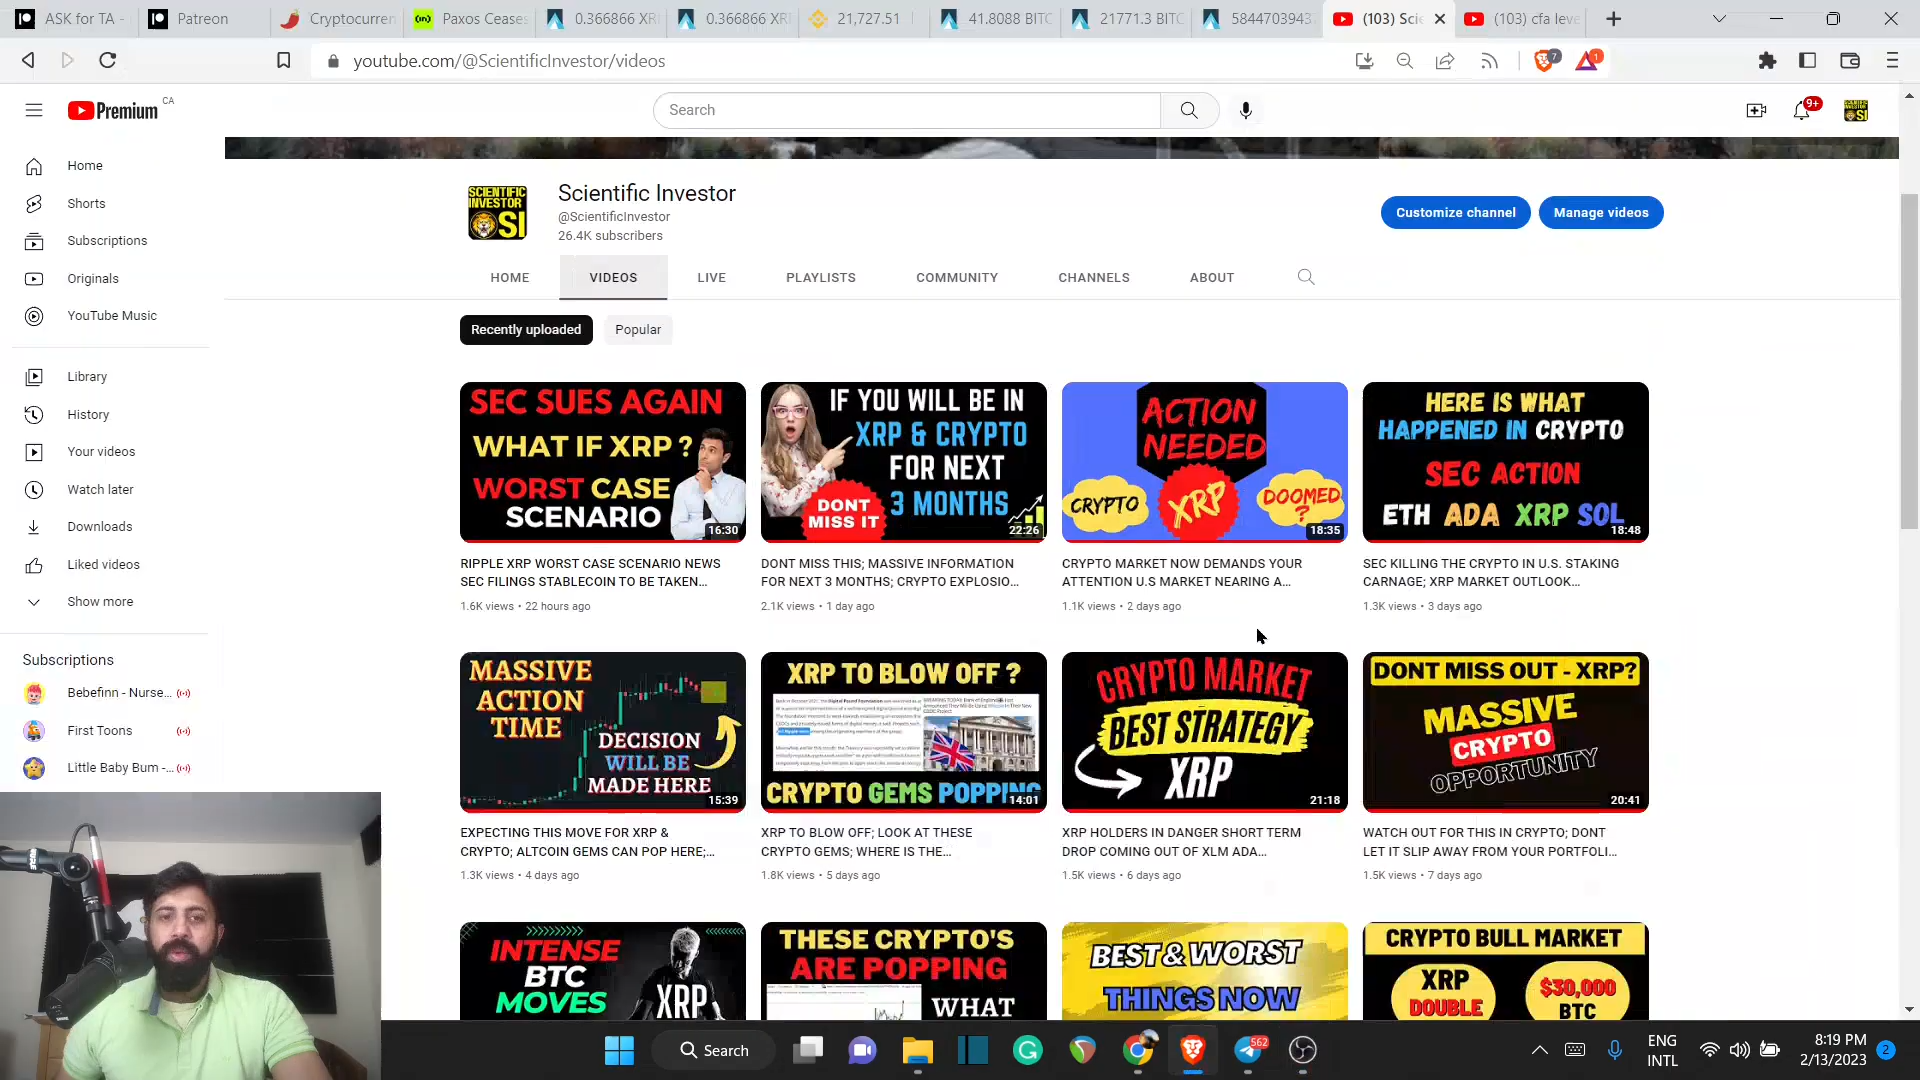 ASK for TA -
Patreon
Cryptocurren
Paxos Cease
0.366866 XR
0.366866 XR
21,727.51
41.8088 BITC
21771.3 BITC
5844703943
(103) Scie
(103) cfa leve
youtube.com/@ScientificInvestor/videos
7
1
Premium CA
Search
9+
SCIENTIFIC
INVESTOR
SI
Home
Shorts
Subscriptions
Originals
YouTube Music
Library
History
Your videos
Watch later
Downloads
Liked videos
Show more
Subscriptions
Bebefinn - Nurse...
First Toons
Little Baby Bum -...
SCIENTIFIC
INVESTOR
SI
Scientific Investor
@ScientificInvestor
26.4K subscribers
Customize channel
Manage videos
HOME
VIDEOS
LIVE
PLAYLISTS
COMMUNITY
CHANNELS
ABOUT
Recently uploaded
Popular
SEC SUES AGAIN
WHAT IF XRP ?
WORST CASE
SCENARIO
16:30
RIPPLE XRP WORST CASE SCENARIO NEWS
SEC FILINGS STABLECOIN TO BE TAKEN...
1.6K views • 22 hours ago
IF YOU WILL BE IN
XRP & CRYPTO
FOR NEXT
3 MONTHS
DONT
MISS IT
22:26
DONT MISS THIS; MASSIVE INFORMATION
FOR NEXT 3 MONTHS; CRYPTO EXPLOSIO...
2.1K views • 1 day ago
ACTION
NEEDED
CRYPTO
XRP
DOOMED
?
18:35
CRYPTO MARKET NOW DEMANDS YOUR
ATTENTION U.S MARKET NEARING A...
1.1K views • 2 days ago
HERE IS WHAT
HAPPENED IN CRYPTO
SEC ACTION
ETH ADA XRP SOL
18:48
SEC KILLING THE CRYPTO IN U.S. STAKING
CARNAGE; XRP MARKET OUTLOOK...
1.3K views • 3 days ago
MASSIVE
ACTION
TIME
DECISION
WILL BE
MADE HERE
15:39
EXPECTING THIS MOVE FOR XRP &
CRYPTO; ALTCOIN GEMS CAN POP HERE;...
1.3K views • 4 days ago
XRP TO BLOW OFF ?
CRYPTO GEMS POPPING
14:01
XRP TO BLOW OFF; LOOK AT THESE
CRYPTO GEMS; WHERE IS THE...
1.8K views • 5 days ago
CRYPTO MARKET
BEST STRATEGY
XRP
21:18
XRP HOLDERS IN DANGER SHORT TERM
DROP COMING OUT OF XLM ADA...
1.5K views • 6 days ago
DONT MISS OUT - XRP?
MASSIVE
CRYPTO
OPPORTUNITY
20:41
WATCH OUT FOR THIS IN CRYPTO; DONT
LET IT SLIP AWAY FROM YOUR PORTFOLI...
1.5K views • 7 days ago
INTENSE
BTC
MOVES
XRP
THESE CRYPTO'S
ARE POPPING
WHAT
BEST & WORST
THINGS NOW
CRYPTO BULL MARKET
XRP
DOUBLE
$30,000
BTC
Search
562
ENG
INTL
8:19 PM
2/13/2023
2